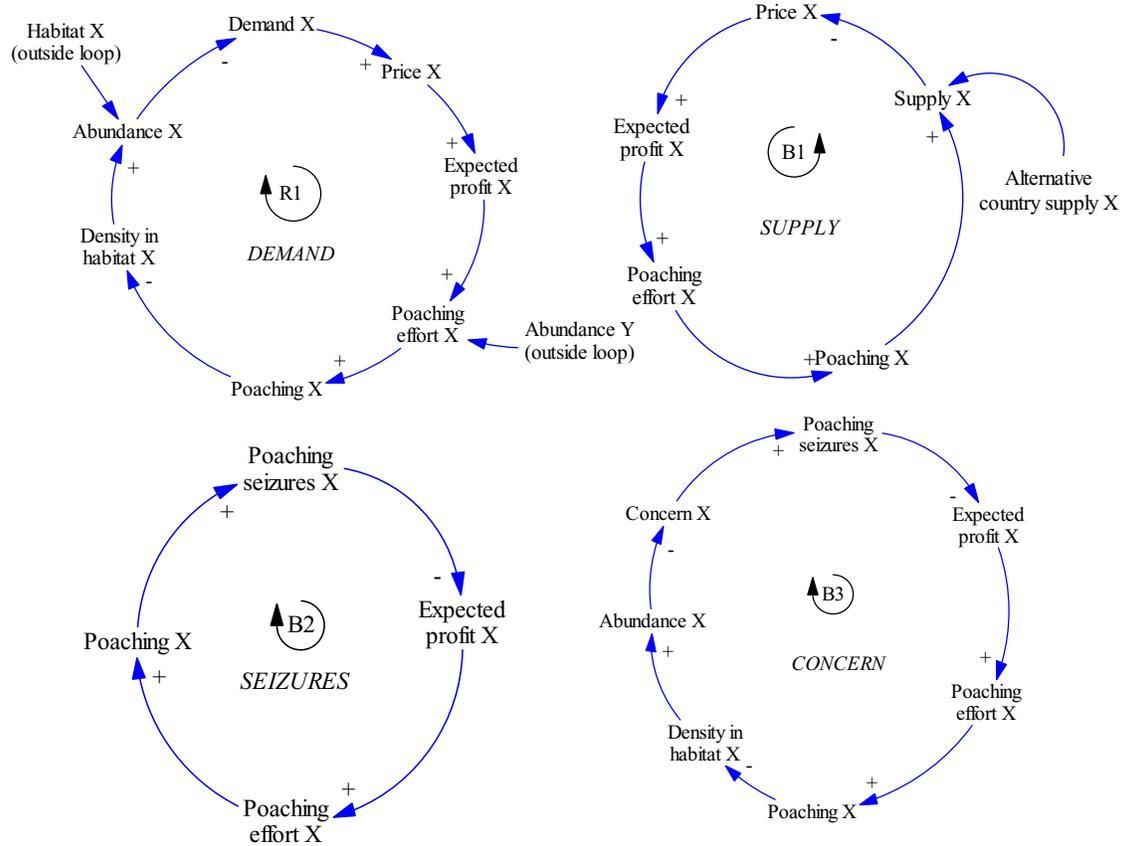 Habitat X
(outside loop)
Demand X
-
+
Price X
Abundance X
+
+
Expected
profit X
R1
DEMAND
Density in
habitat X
-
+
Poaching
effort X
Abundance Y
(outside loop)
+
Poaching X
Price X
-
Supply X
+
+
Expected
profit X
B1
SUPPLY
Alternative
country supply X
+
Poaching
effort X
+Poaching X
Poaching
seizures X
+
-
Expected
profit X
B2
SEIZURES
Poaching X
+
+
Poaching
effort X
Poaching
seizures X
+
-
Expected
profit X
Concern X
-
B3
CONCERN
Abundance X
+
+
Poaching
effort X
Density in
habitat X
-
+
Poaching X